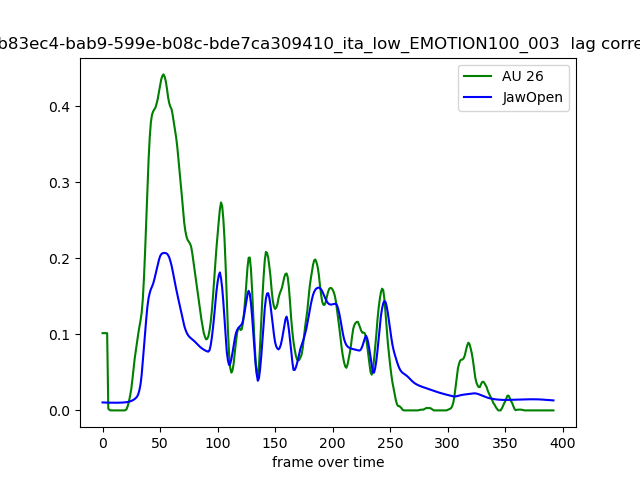 b83ec4-bab9-599e-b08c-bde7ca309410_ita_low_EMOTION100_003 lag corre
AU 26
JawOpen
0.4
0.3
0.2
0.1
0.0
0 50 100 150 200 250 300 350 400
frame over time